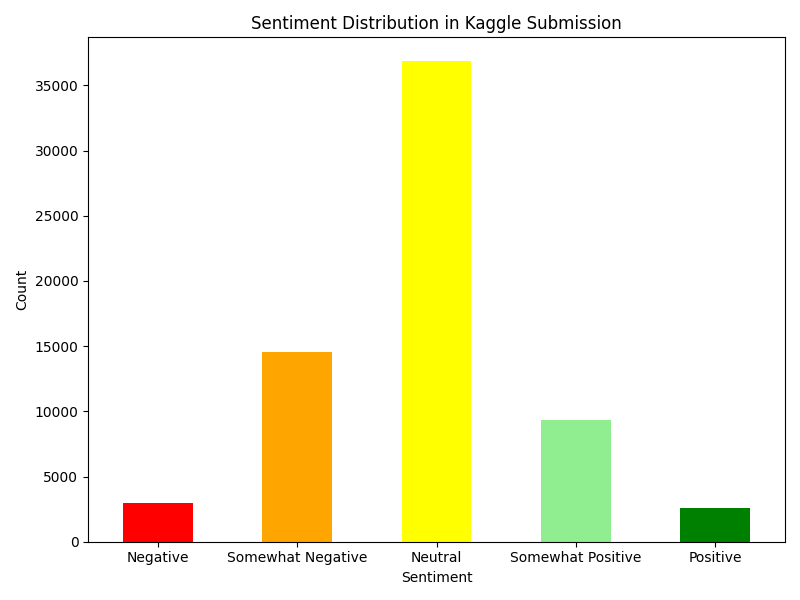 Sentiment Distribution in Kaggle Submission
35000
30000
25000
20000
15000
10000
5000
0
Count
Negative
Somewhat Negative
Neutral
Somewhat Positive
Positive
Sentiment